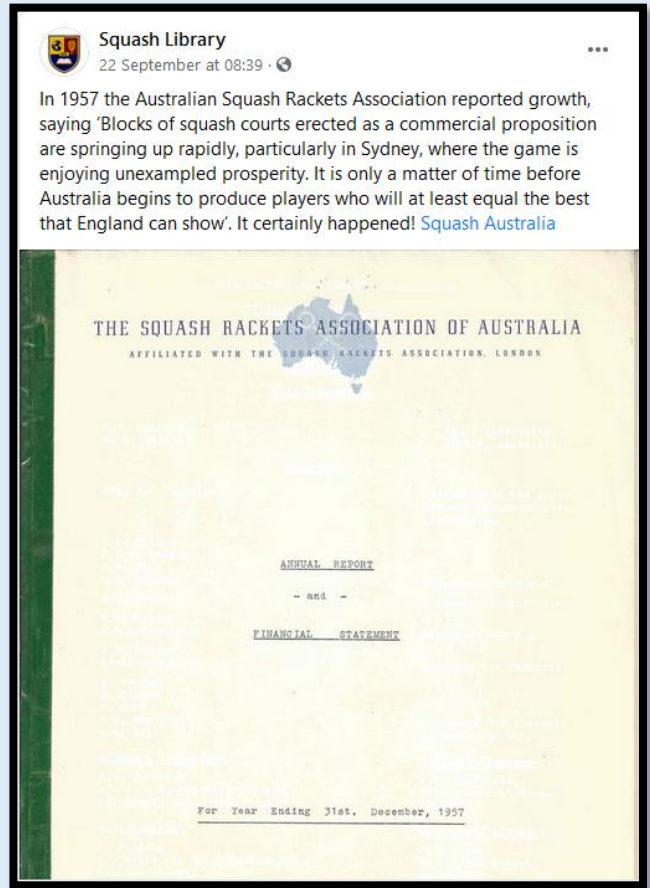 Squash Library
22 September at 08:39 ·
In 1957 the Australian Squash Rackets Association reported growth,
saying ‘Blocks of squash courts erected as a commercial proposition
are springing up rapidly, particularly in Sydney, where the game is
enjoying unexampled prosperity. It is only a matter of time before
Australia begins to produce players who will at least equal the best
that England can show’. It certainly happened! Squash Australia
THE SQUASH RACKETS ASSOCIATION OF AUSTRALIA
AFFILIATED WITH THE SQUASH RACKETS ASSOCIATION, LONDON
ANNUAL REPORT
- and -
FINANCIAL STATEMENT
For Year Ending 31st. December, 1957